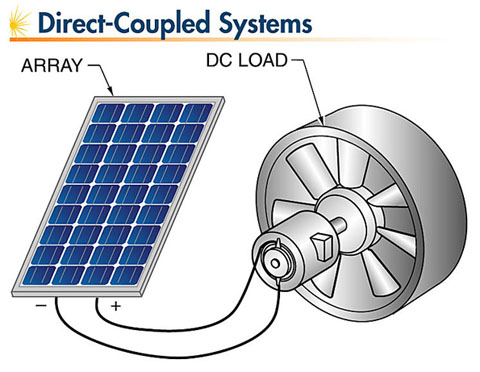 Direct-Coupled Systems
ARRAY
DC LOAD
− +